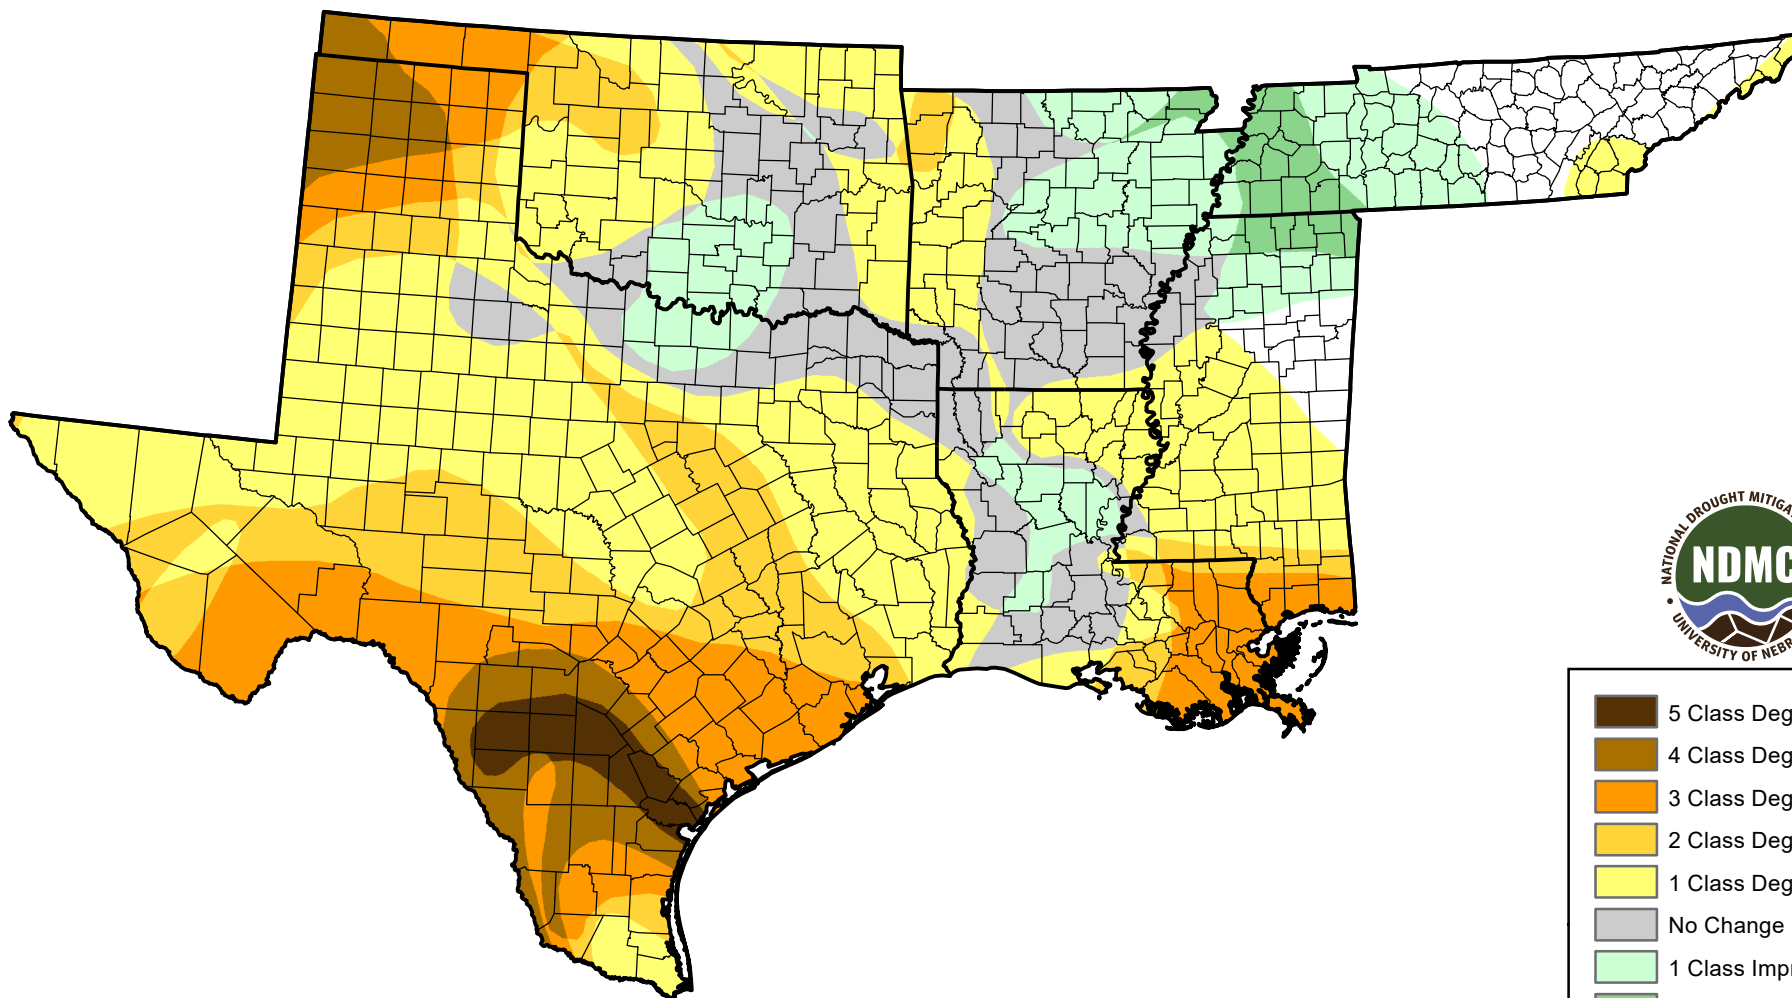 NATIONAL DROUGHT MITIGA
NDMC
UNIVERSITY OF NEBR
5 Class Deg
4 Class Deg
3 Class Deg
2 Class Deg
1 Class Deg
No Change
1 Class Impr